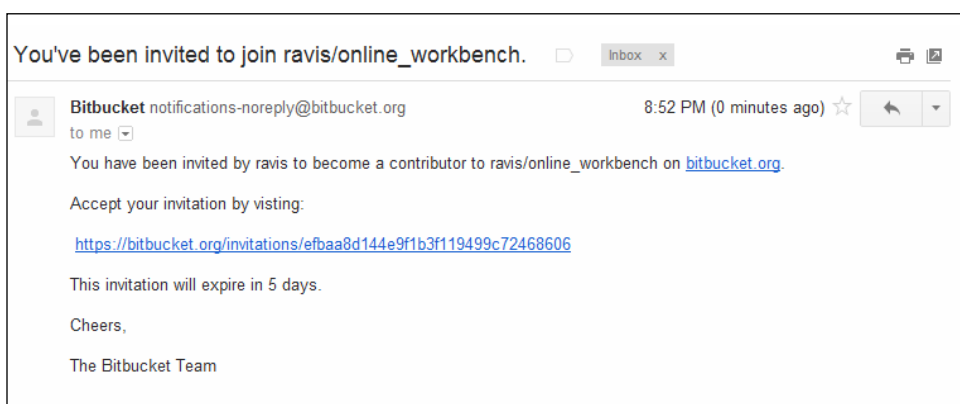 You've been invited to join ravis/online_workbench. Inbox x
Bitbucket notifications-noreply@bitbucket.org 8:52 PM (0 minutes ago)
to me
You have been invited by ravis to become a contributor to ravis/online_workbench on bitbucket.org.
Accept your invitation by visting:
https://bitbucket.org/invitations/efbaa8d144e9f1b3f119499c72468606
This invitation will expire in 5 days.
Cheers,
The Bitbucket Team